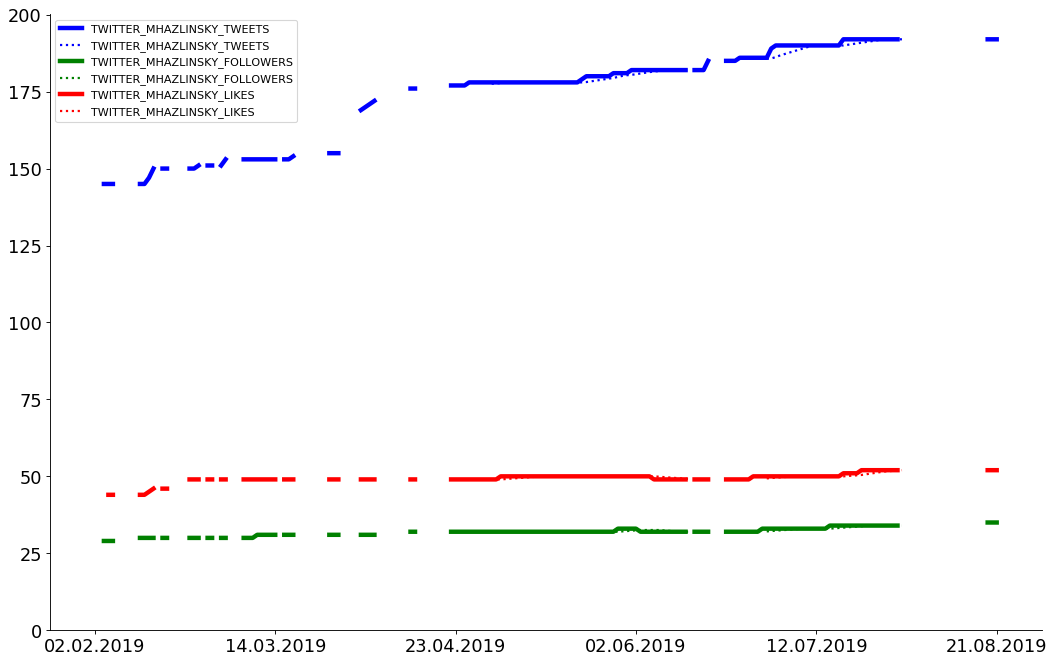 200
175
150
125
100
75
50
25
0
TWITTER_MHAZLINSKY_TWEETS
TWITTER_MHAZLINSKY_TWEETS
TWITTER_MHAZLINSKY_FOLLOWERS
TWITTER_MHAZLINSKY_FOLLOWERS
TWITTER_MHAZLINSKY_LIKES
TWITTER_MHAZLINSKY_LIKES
02.02.2019 14.03.2019 23.04.2019 02.06.2019 12.07.2019 21.08.2019